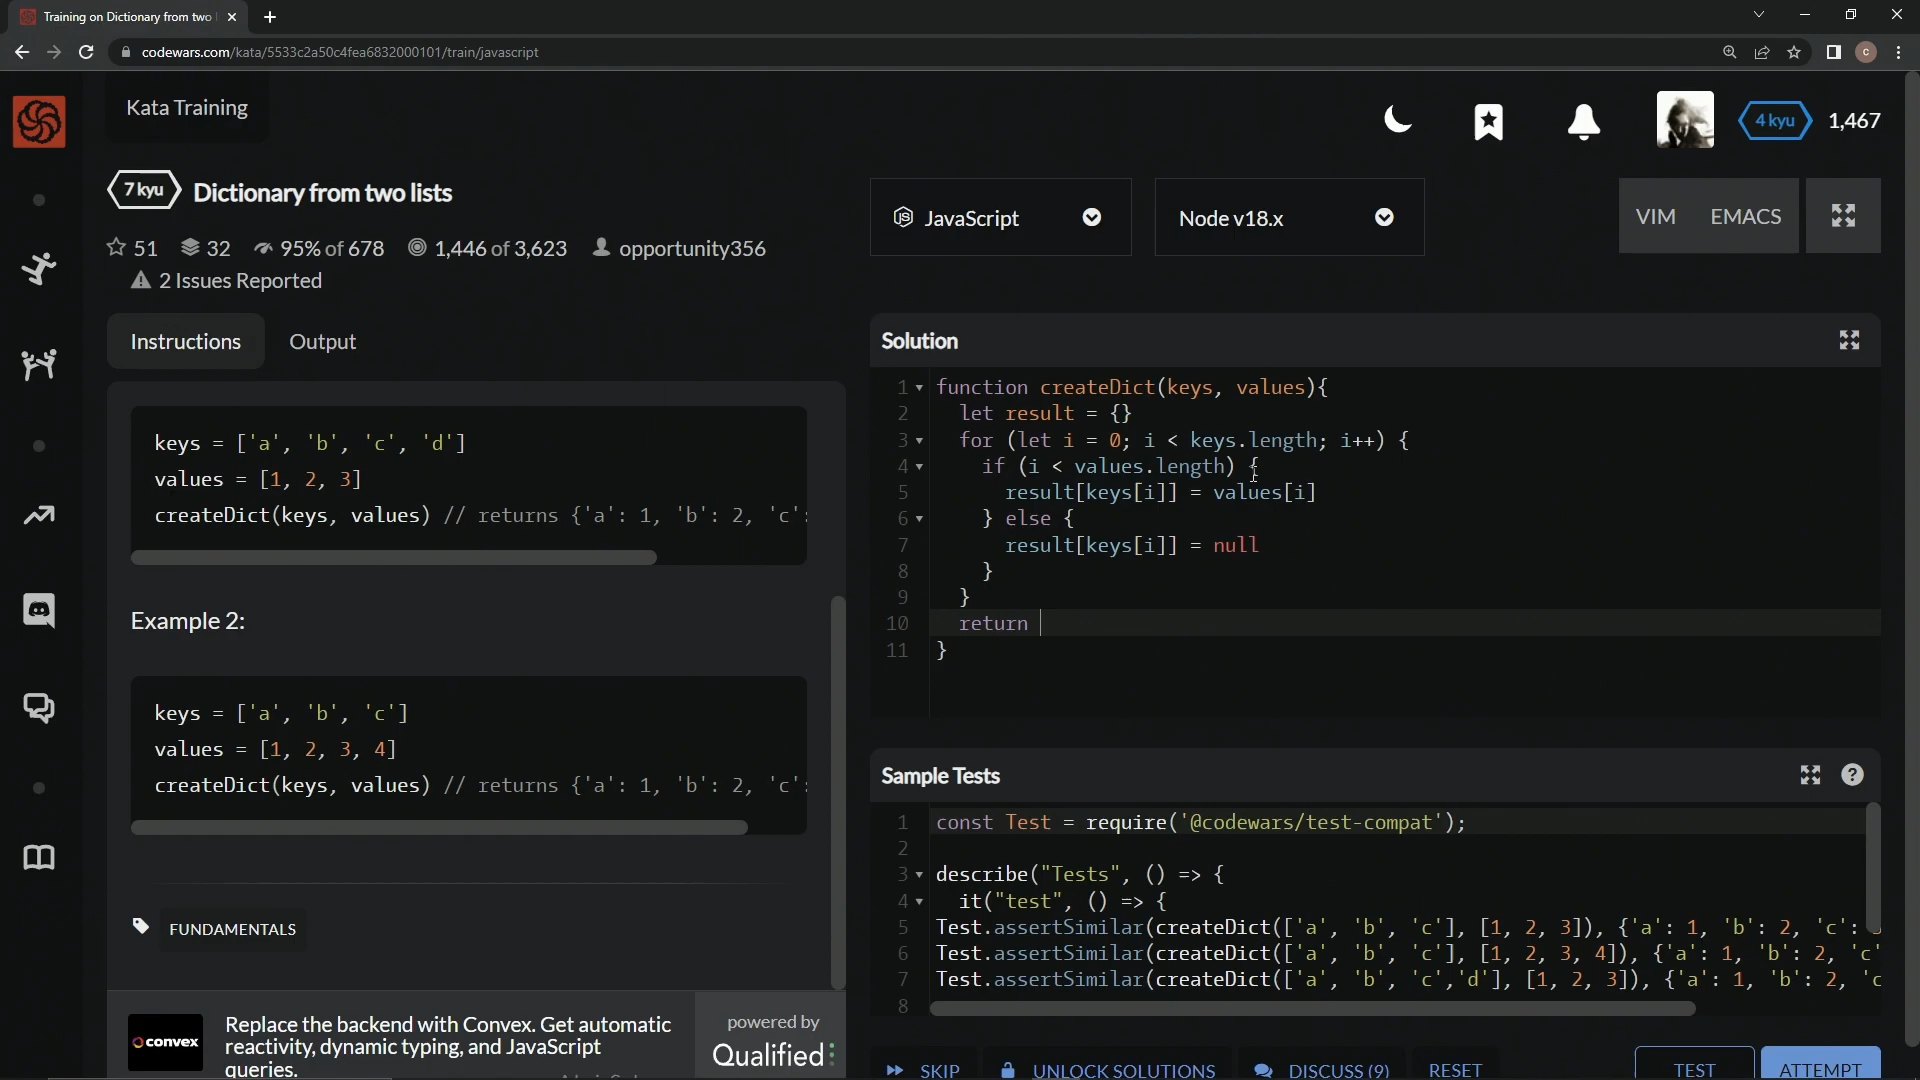 Training on Dictionary from two
codewars.com/kata/5533c2a50c4fea6832000101/train/javascript
C
Kata Training
4 kyu
1,467
7 kyu
Dictionary from two lists
51 32 95% of 678 1,446 of 3,623 opportunity356
2 Issues Reported
JavaScript
Node v18.x
VIM EMACS
Instructions Output
keys = ['a', 'b', 'c', 'd']
values = [1, 2, 3]
createDict(keys, values) // returns {'a': 1, 'b': 2, 'c':
Example 2:
keys = ['a', 'b', 'c']
values = [1, 2, 3, 4]
createDict(keys, values) // returns {'a': 1, 'b': 2, 'c':
FUNDAMENTALS
convex
Replace the backend with Convex. Get automatic
reactivity, dynamic typing, and JavaScript
queries.
powered by
Qualified
Solution
1 function createDict(keys, values){
2 let result = {}
3 for (let i = 0; i < keys.length; i++) {
4 if (i < values.length) {
5 result[keys[i]] = values[i]
6 } else {
7 result[keys[i]] = null
8 }
9 }
10 return
11 }
Sample Tests
1 const Test = require('@codewars/test-compat');
2
3 describe("Tests", () => {
4 it("test", () => {
5 Test.assertSimilar(createDict(['a', 'b', 'c'], [1, 2, 3]), {'a': 1, 'b': 2, 'c':
6 Test.assertSimilar(createDict(['a', 'b', 'c'], [1, 2, 3, 4]), {'a': 1, 'b': 2, 'c'
7 Test.assertSimilar(createDict(['a', 'b', 'c','d'], [1, 2, 3]), {'a': 1, 'b': 2, 'c
8
SKIP UNLOCK SOLUTIONS DISCUSS (9) RESET TEST ATTEMPT